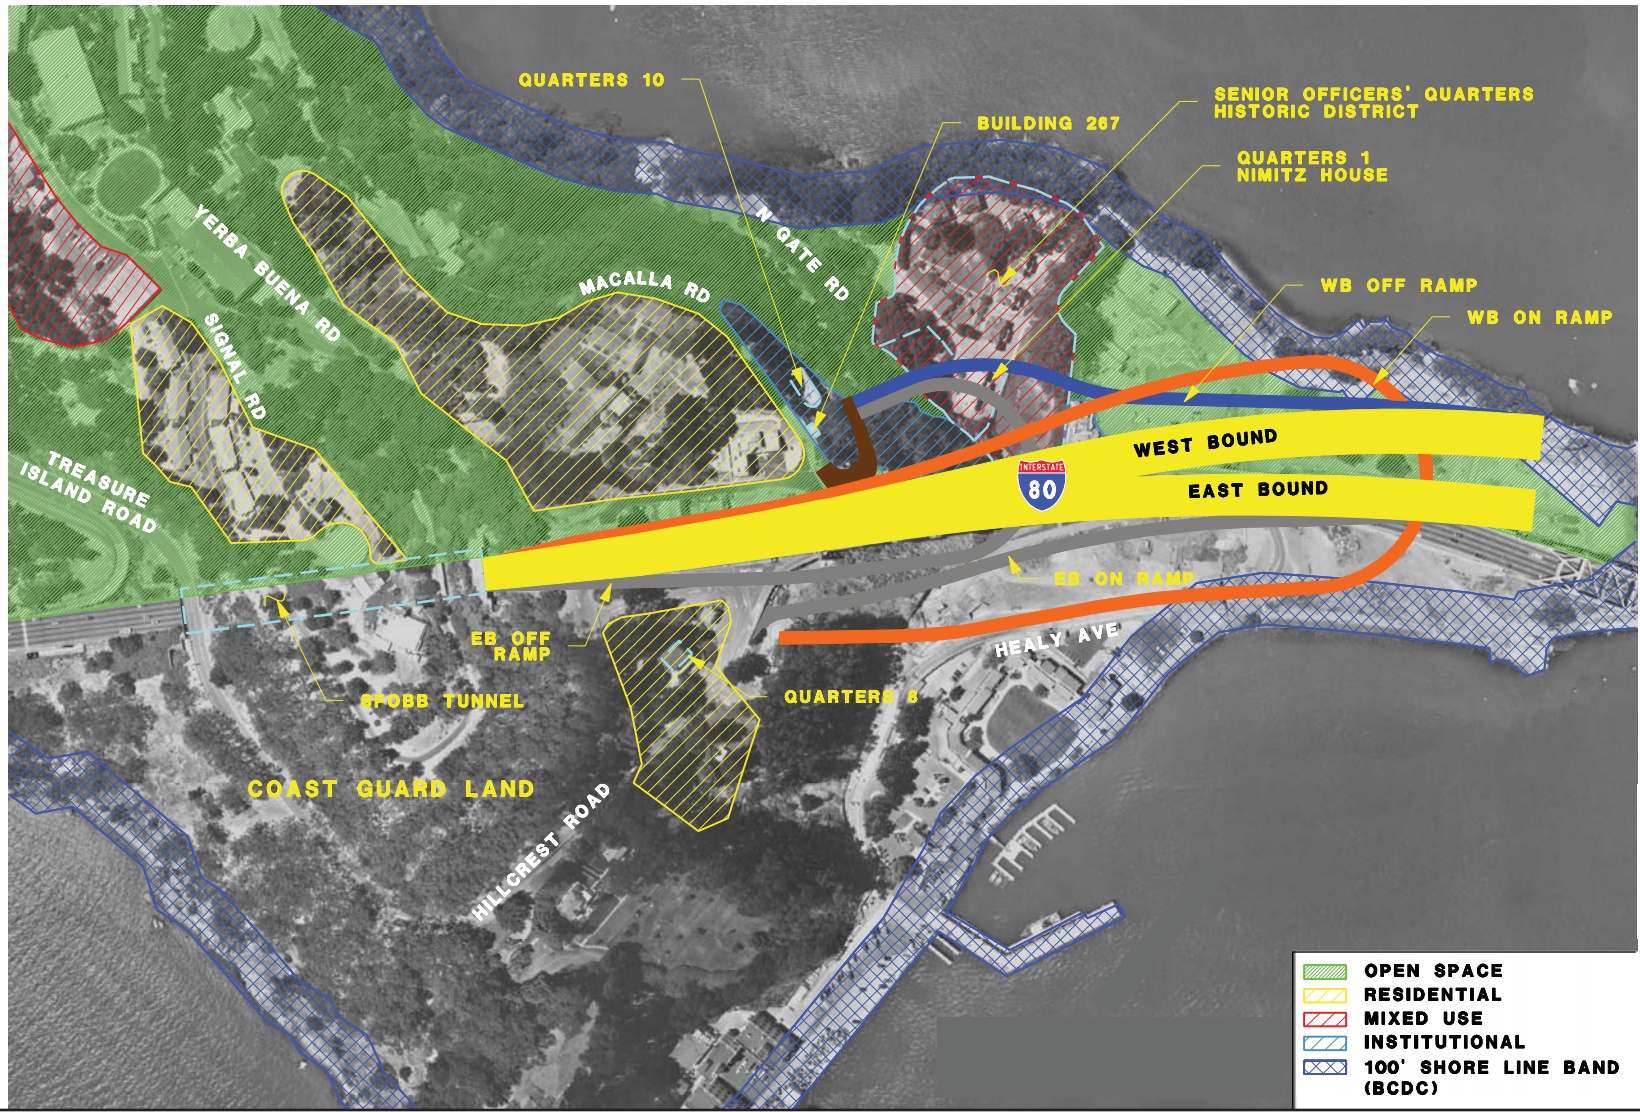 QUARTERS 10
BUILDING 267
SENIOR OFFICERS' QUARTERS
HISTORIC DISTRICT
QUARTERS 1
NIMITZ HOUSE
YERBA BUENA RD
N GATE RD
MACALLA RD
WB OFF RAMP
WB ON RAMP
SIGNAL RD
TREASURE
ISLAND ROAD
WEST BOUND
INTERSTATE
80
EAST BOUND
EB ON RAMP
EB OFF
RAMP
HEALY AVE
SFOBB TUNNEL
QUARTERS 8
COAST GUARD LAND
HILLCREST ROAD
OPEN SPACE
RESIDENTIAL
MIXED USE
INSTITUTIONAL
100' SHORE LINE BAND
(BCDC)